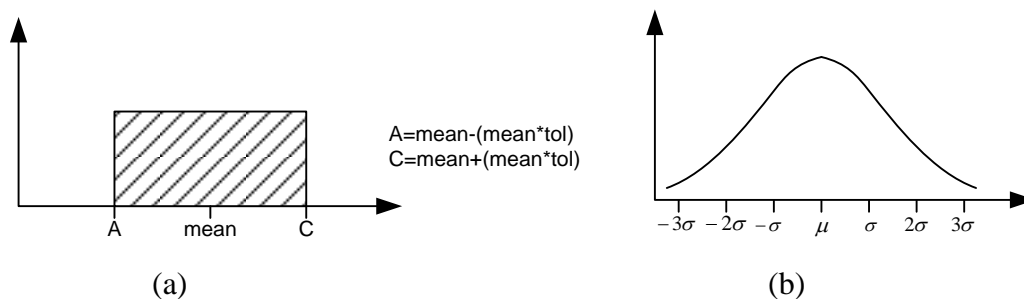 A=mean-(mean*tol)
C=mean+(mean*tol)
A mean C
−3σ −2σ −σ μ σ 2σ 3σ
(a) (b)